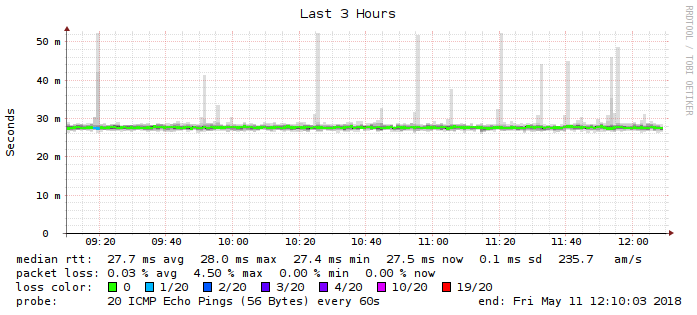 Last 3 Hours
RRDTOOL / TOBI OETIKER
Seconds
50 m
40 m
30 m
20 m
10 m
0
09:20 09:40 10:00 10:20 10:40 11:00 11:20 11:40 12:00
median rtt: 27.7 ms avg 28.0 ms max 27.4 ms min 27.5 ms now 0.1 ms sd 235.7 am/s
packet loss: 0.03 % avg 4.50 % max 0.00 % min 0.00 % now
loss color: 0 1/20 2/20 3/20 4/20 10/20 19/20
probe: 20 ICMP Echo Pings (56 Bytes) every 60s end: Fri May 11 12:10:03 2018